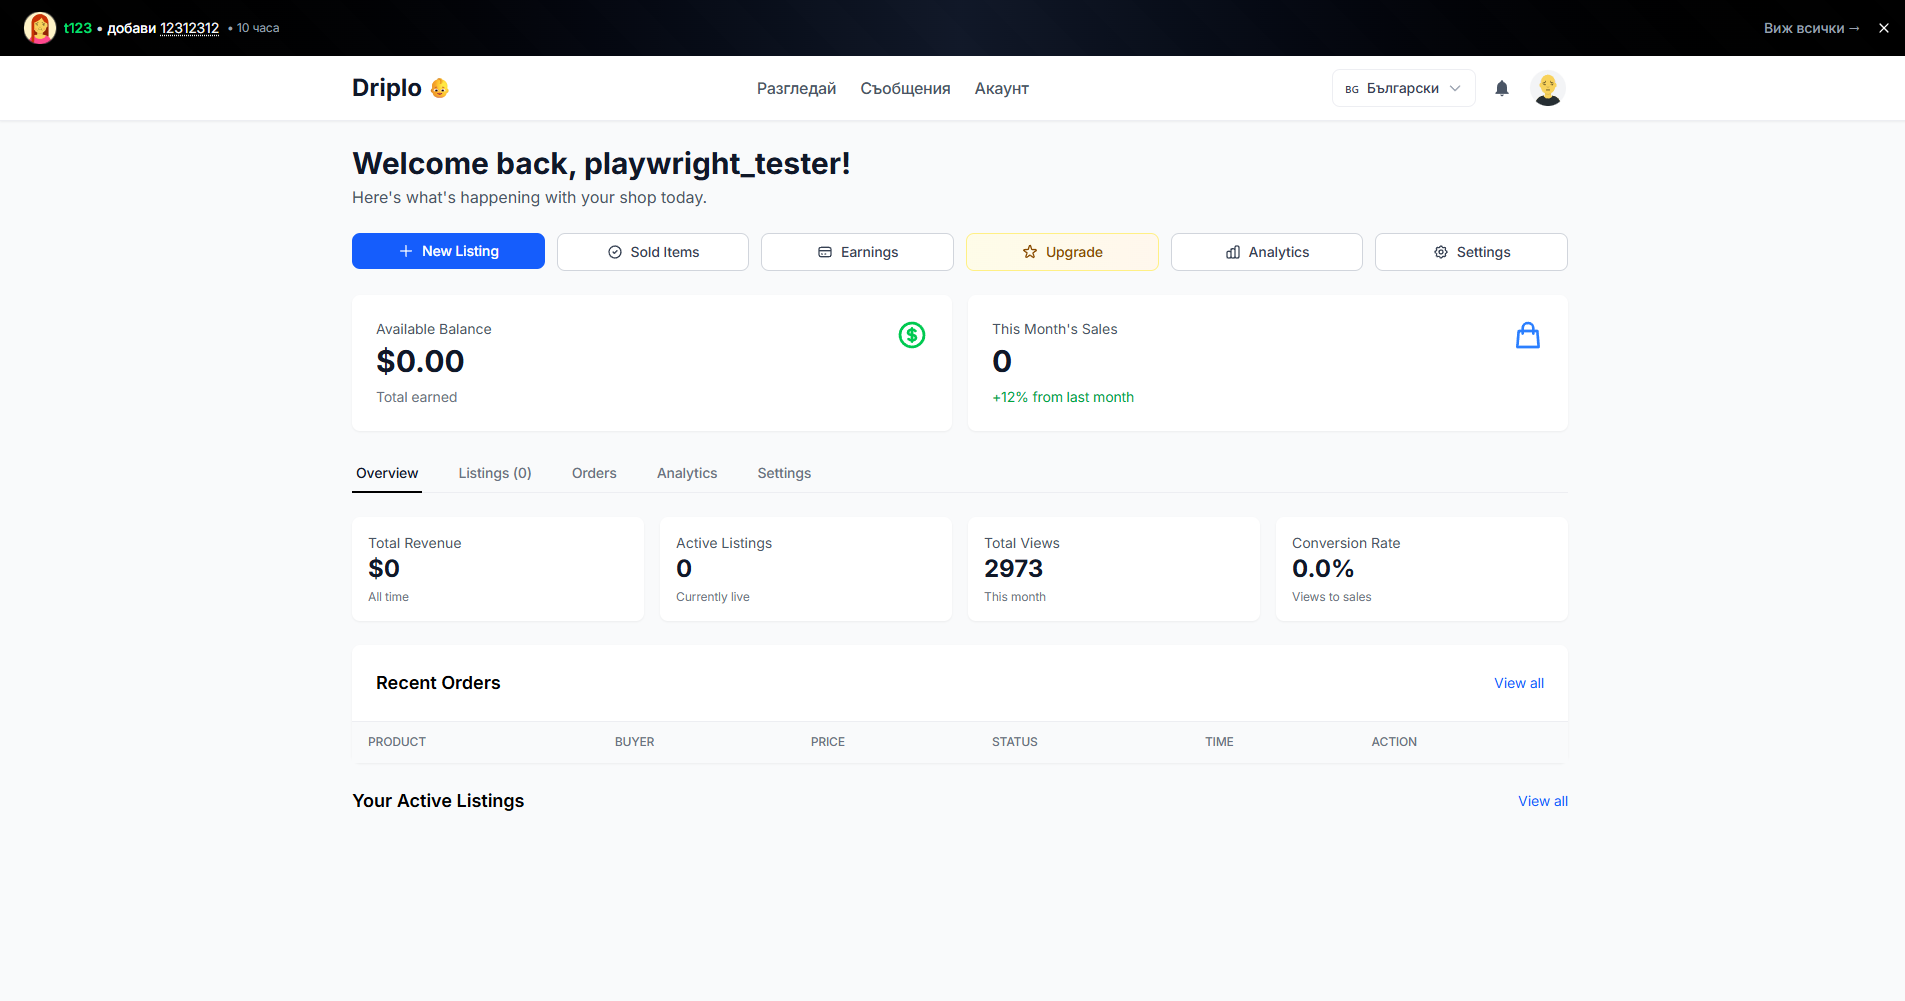 t123 • добави 12312312 • 10 часа
Виж всички →
Driplo
Разгледай
Съобщения
Акаунт
BG Български
Welcome back, playwright_tester!
Here's what's happening with your shop today.
New Listing
Sold Items
Earnings
Upgrade
Analytics
Settings
Available Balance
$0.00
Total earned
This Month's Sales
0
+12% from last month
Overview
Listings (0)
Orders
Analytics
Settings
Total Revenue
$0
All time
Active Listings
0
Currently live
Total Views
2973
This month
Conversion Rate
0.0%
Views to sales
Recent Orders
View all
PRODUCT
BUYER
PRICE
STATUS
TIME
ACTION
Your Active Listings
View all